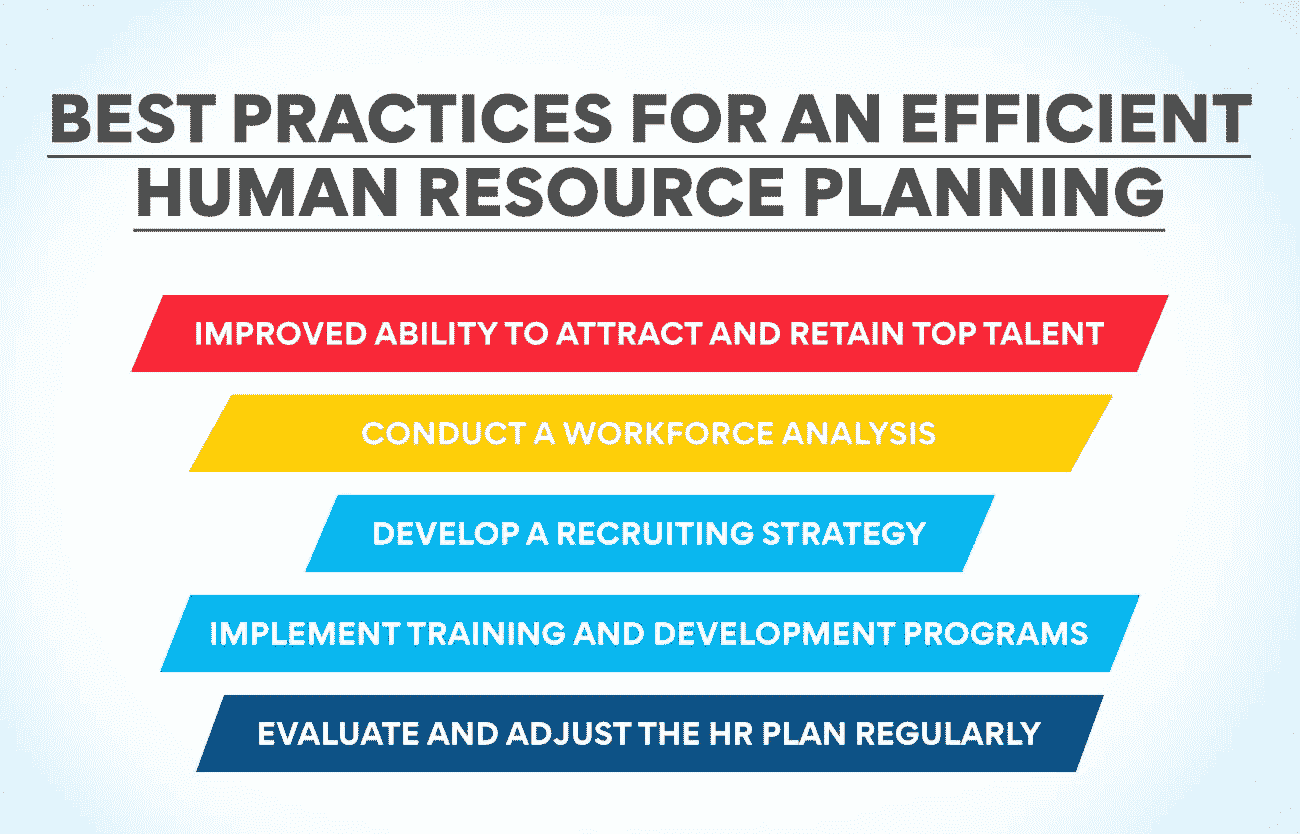 BEST PRACTICES FOR AN EFFICIENT
HUMAN RESOURCE PLANNING
IMPROVED ABILITY TO ATTRACT AND RETAIN TOP TALENT
CONDUCT A WORKFORCE ANALYSIS
DEVELOP A RECRUITING STRATEGY
IMPLEMENT TRAINING AND DEVELOPMENT PROGRAMS
EVALUATE AND ADJUST THE HR PLAN REGULARLY